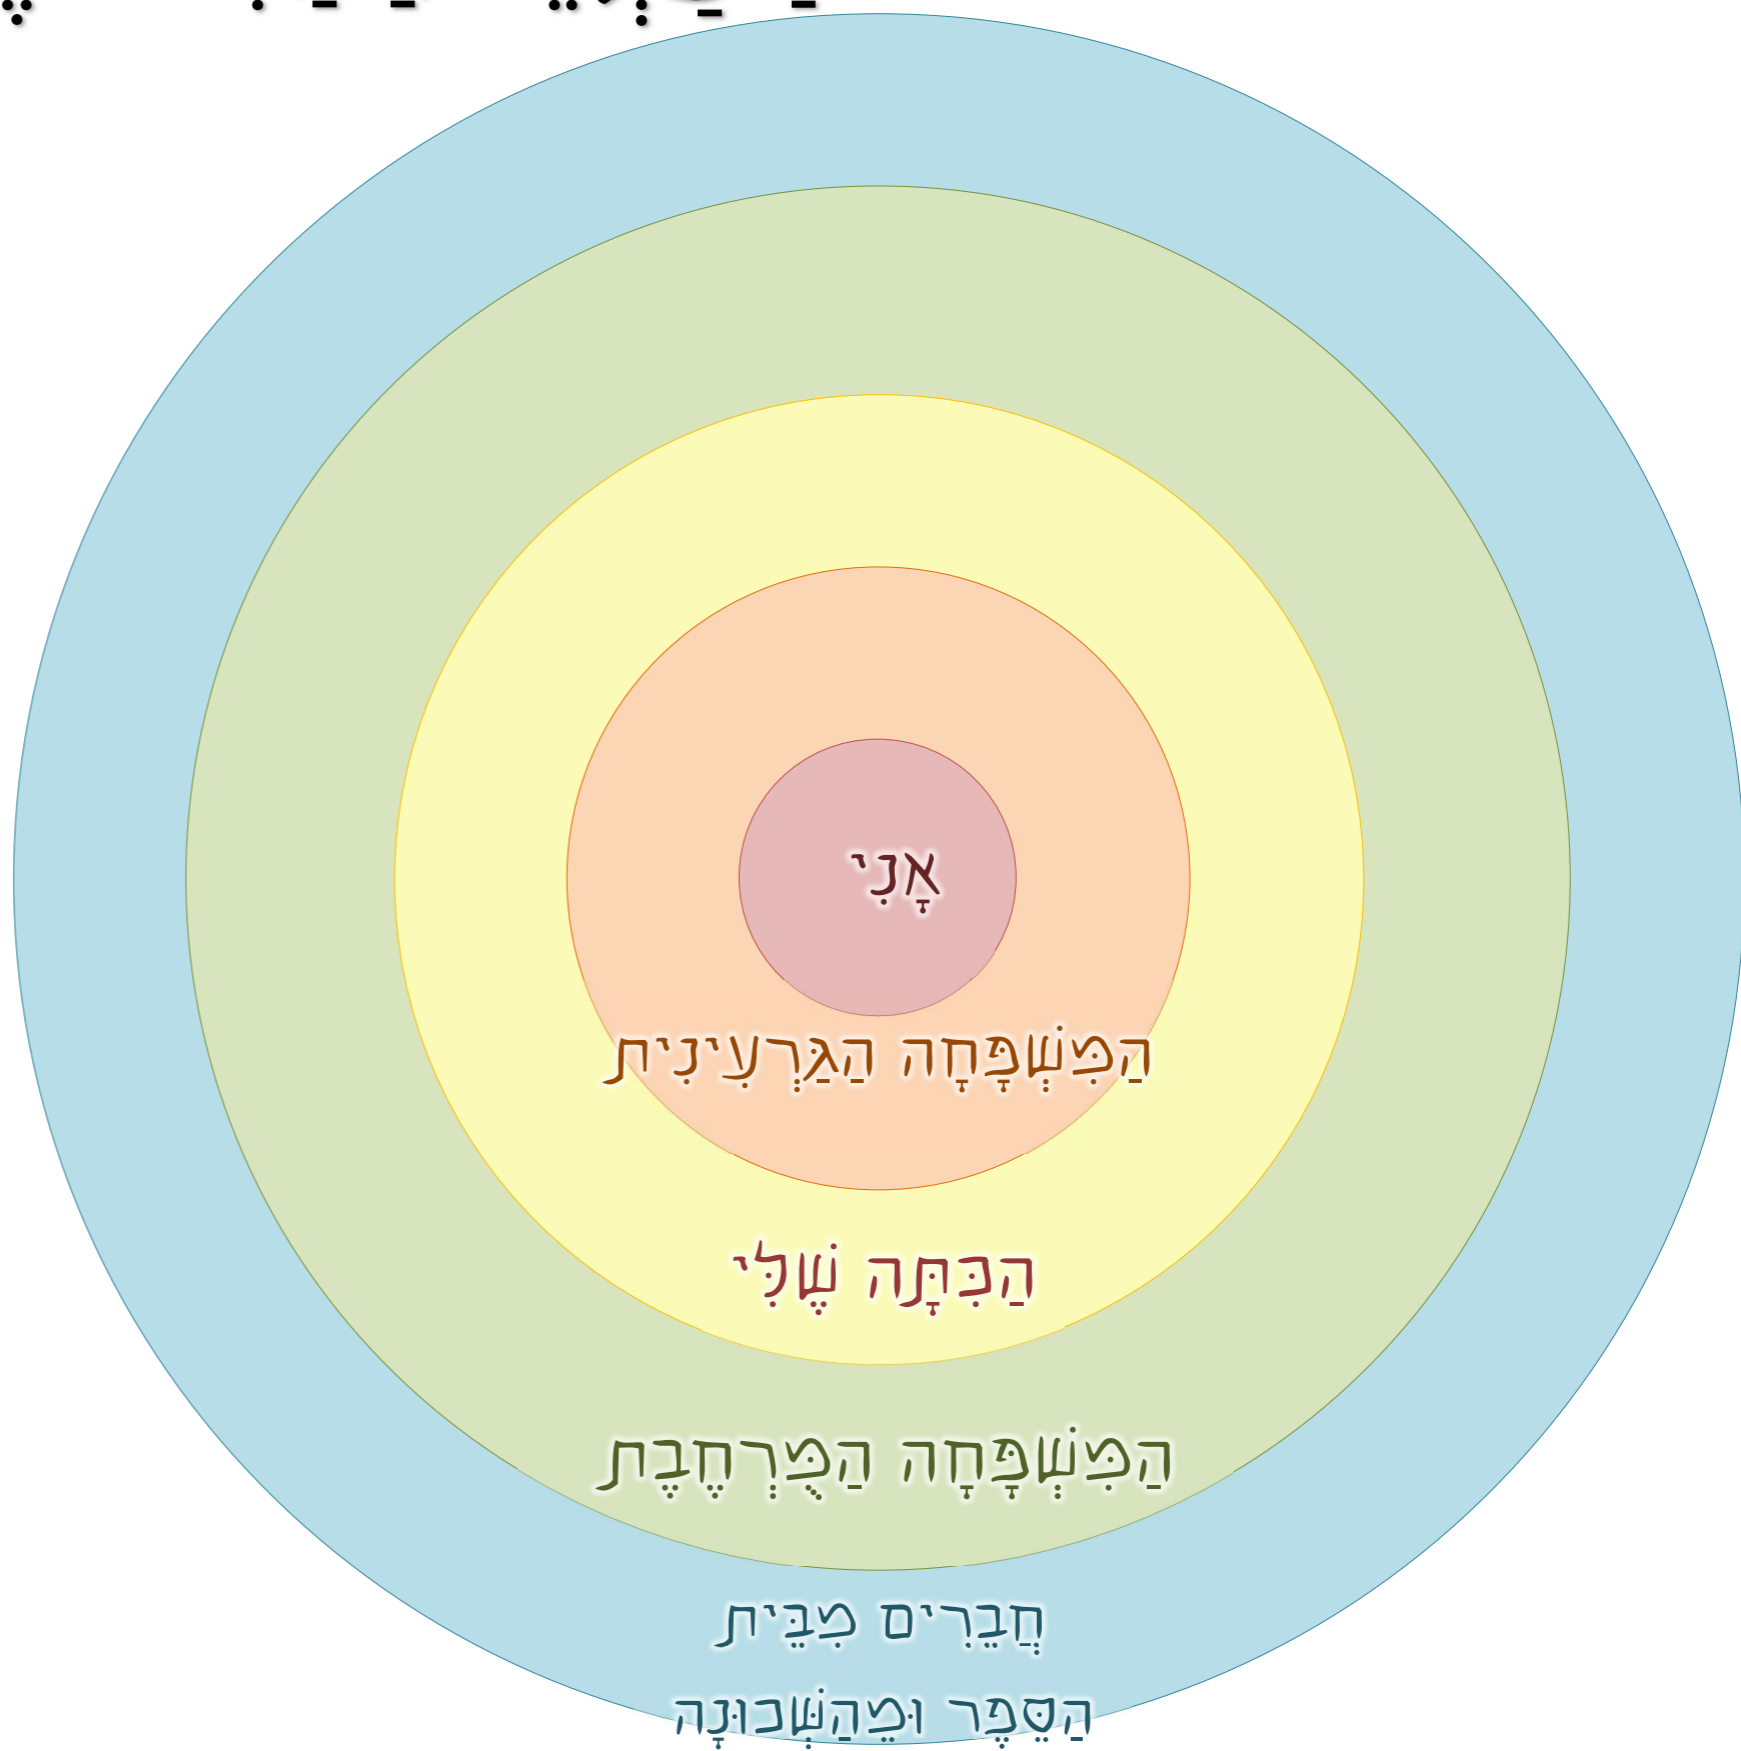 אָנִי
הַמִּשְׁפָּחָה הַגַּרְעִינִית
הַכִּתָּה שֶׁלִּי
הַמִּשְׁפָּחָה הַמֻּרְחֶבֶת
חֲבֵרִים מִבֵּית
הַסֵּפֶר וּמֵהַשְּׁכוּנָה